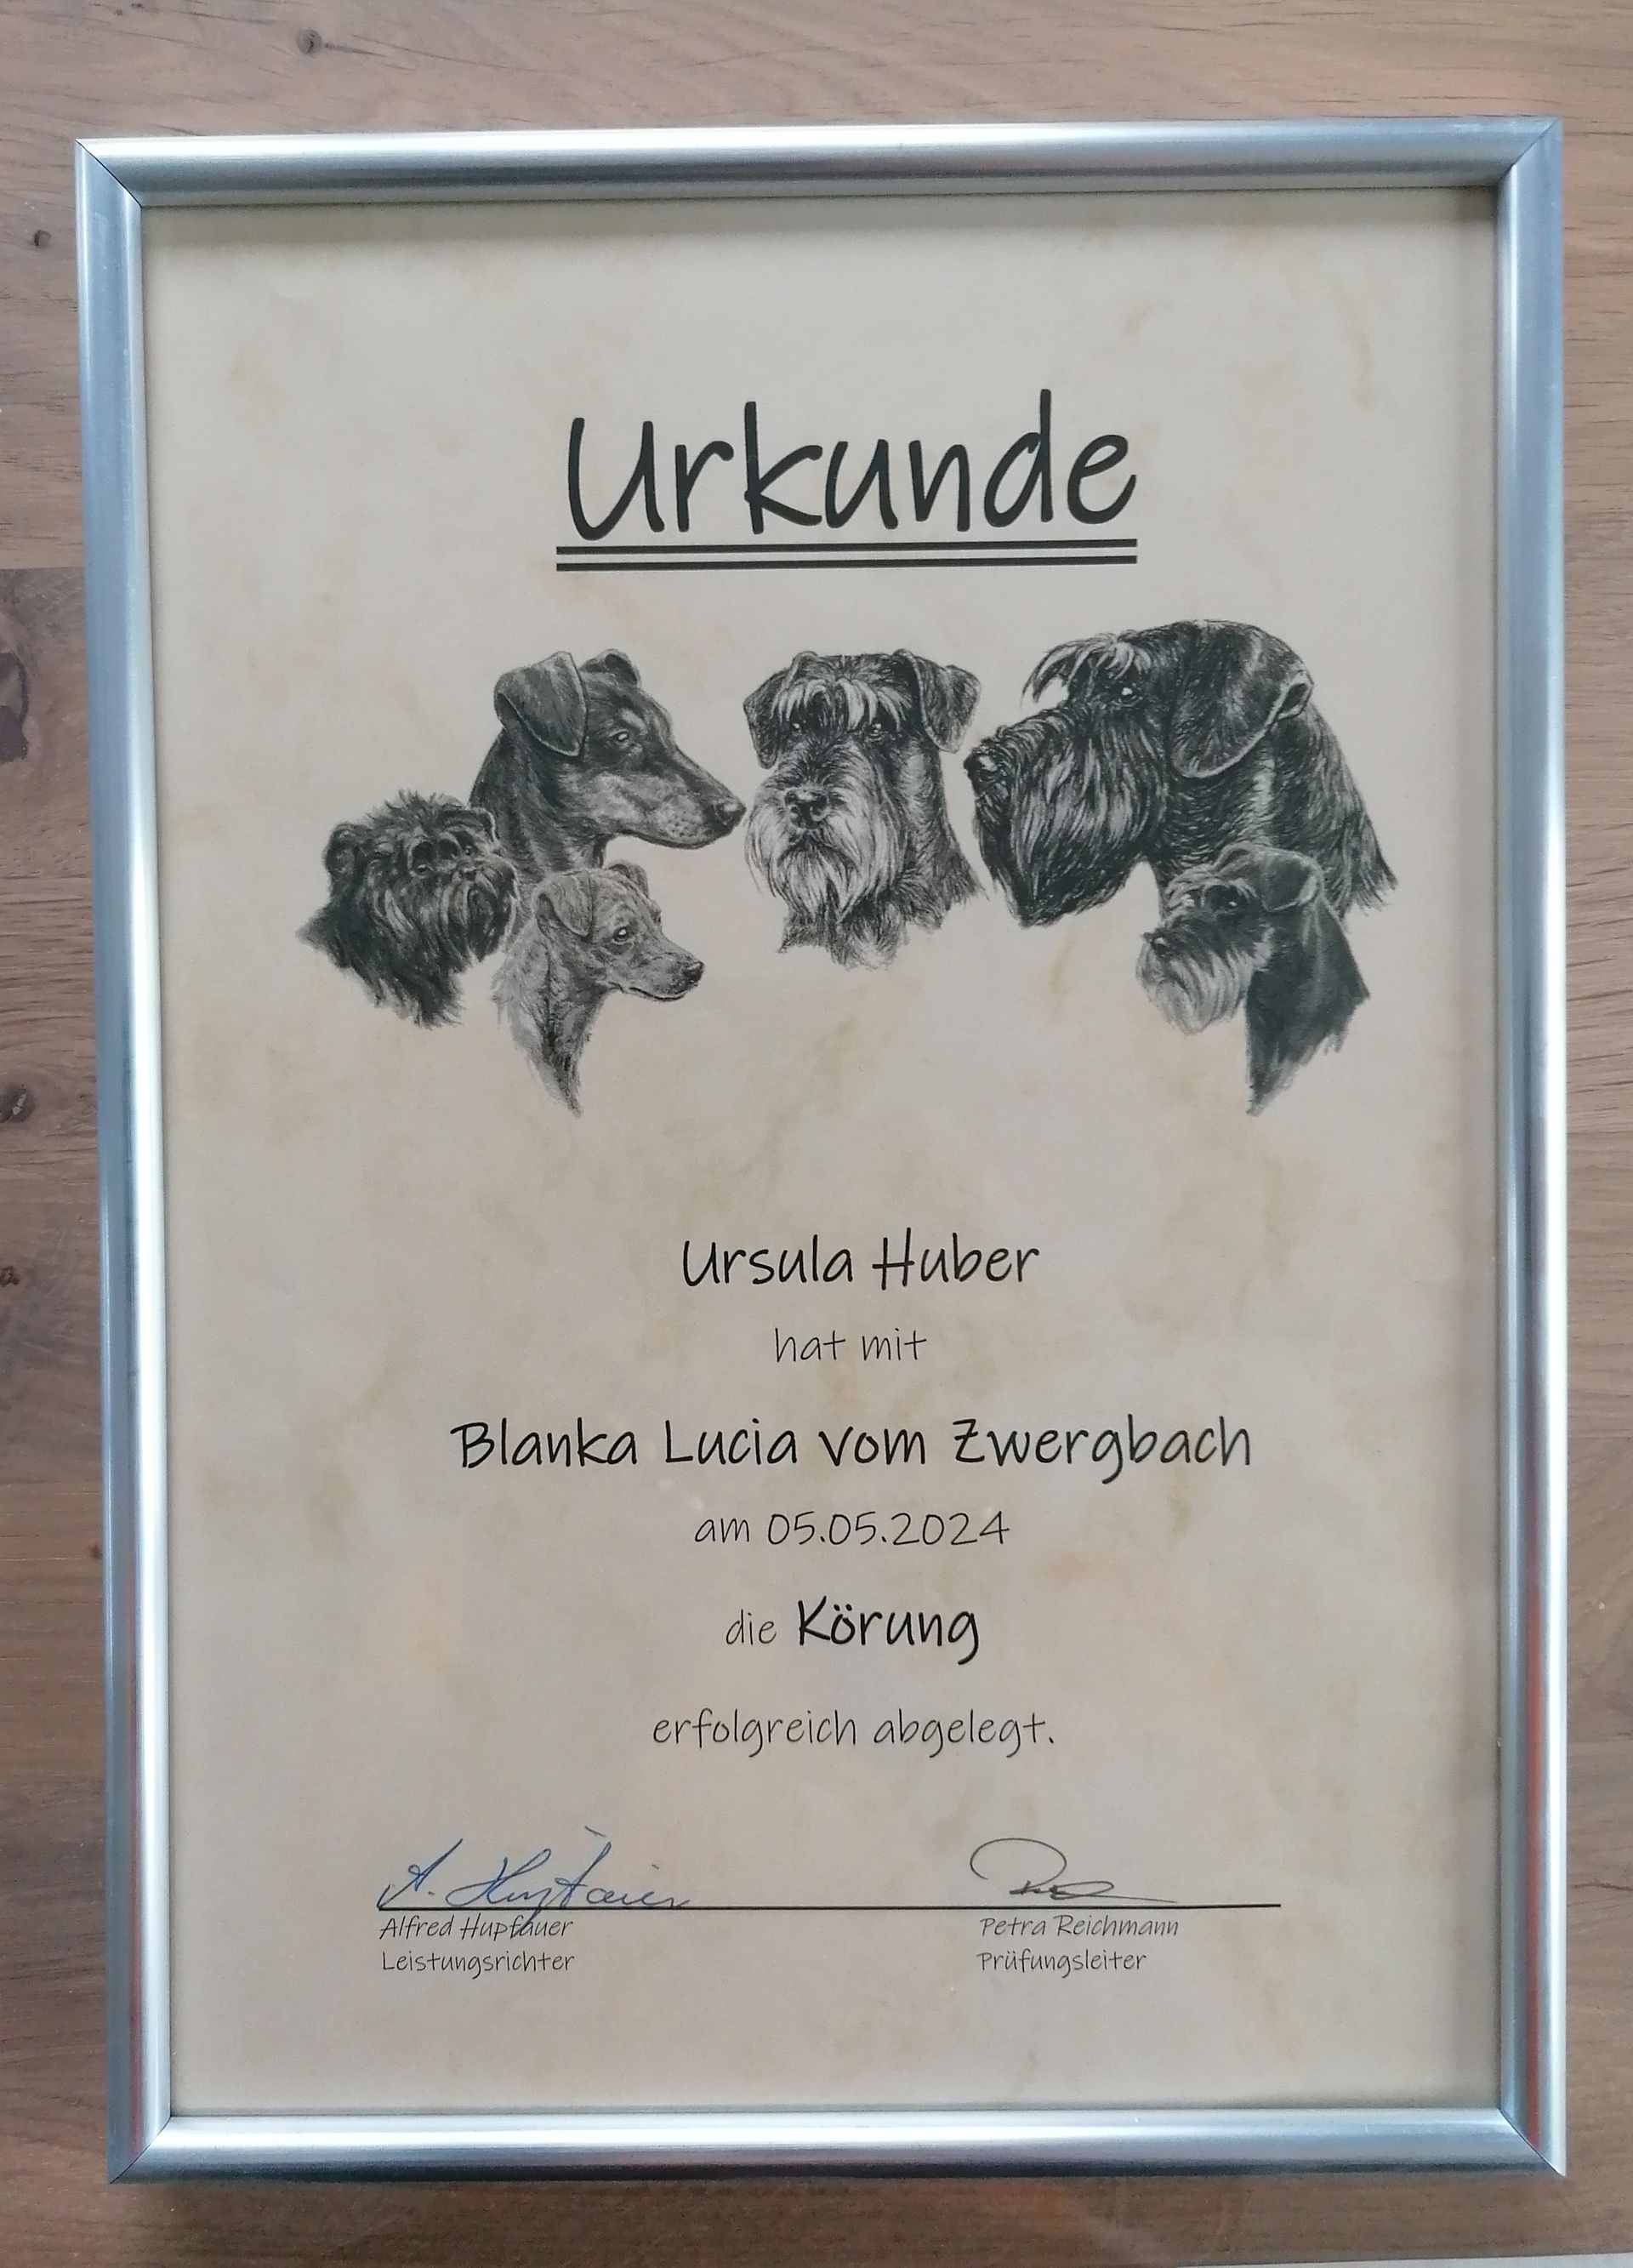 Urkunde
Ursula Huber
hat mit
Blanka Lucia vom Zwergbach
am 05.05.2024
die Körung
erfolgreich abgelegt.
A. Hupfauer
Alfred Hupfauer Petra Reichmann
Leistungsrichter Prüfungsleiter